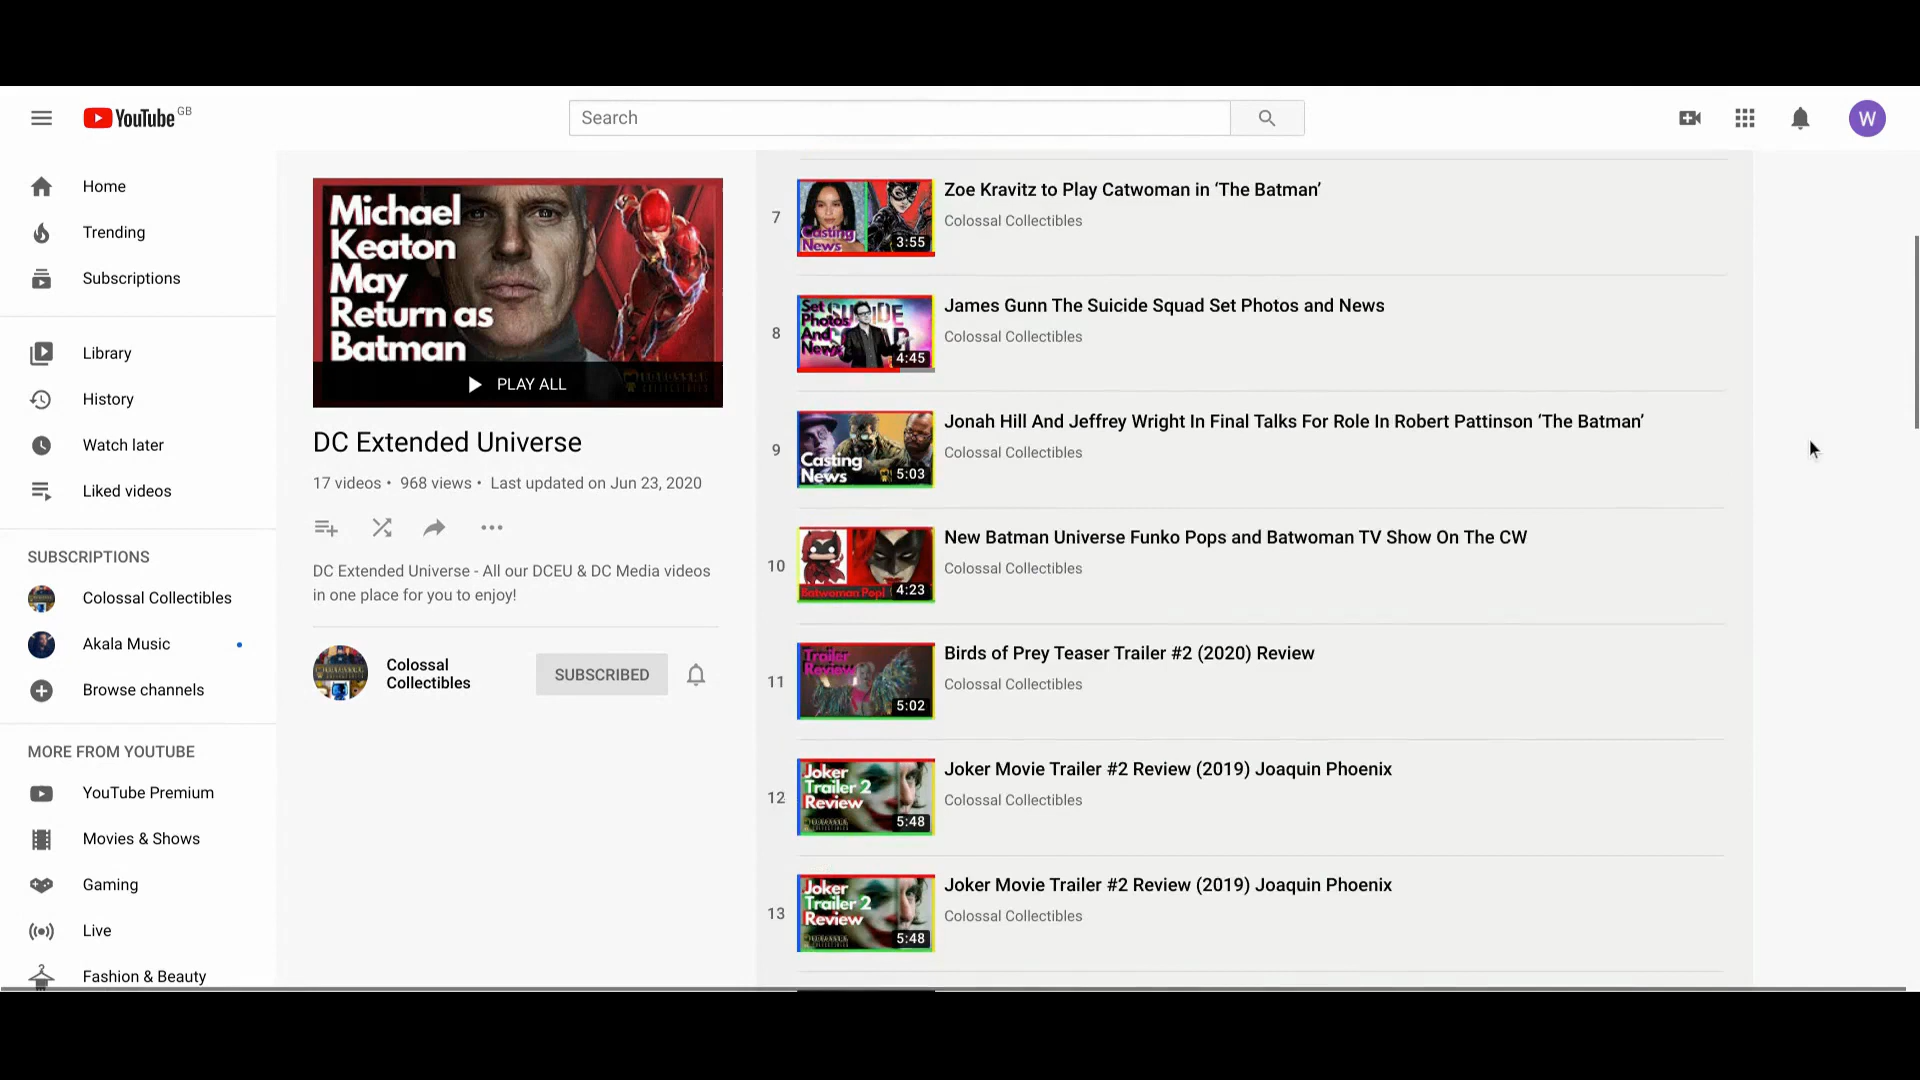 YouTube GB
Search
W
Home
Trending
Subscriptions
Library
History
Watch later
Liked videos
SUBSCRIPTIONS
Colossal Collectibles
Akala Music
Browse channels
MORE FROM YOUTUBE
YouTube Premium
Movies & Shows
Gaming
Live
Fashion & Beauty
Michael
Keaton
May
Return as
Batman
PLAY ALL
DC Extended Universe
17 videos • 968 views • Last updated on Jun 23, 2020
DC Extended Universe - All our DCEU & DC Media videos
in one place for you to enjoy!
Colossal
Collectibles
SUBSCRIBED
7
Casting
News
3:55
Zoe Kravitz to Play Catwoman in ‘The Batman’
Colossal Collectibles
8
Set
Photos
And
News
4:45
James Gunn The Suicide Squad Set Photos and News
Colossal Collectibles
9
Casting
News
5:03
Jonah Hill And Jeffrey Wright In Final Talks For Role In Robert Pattinson ‘The Batman’
Colossal Collectibles
10
Batwoman Pop!
4:23
New Batman Universe Funko Pops and Batwoman TV Show On The CW
Colossal Collectibles
11
Trailer
Review
5:02
Birds of Prey Teaser Trailer #2 (2020) Review
Colossal Collectibles
12
Joker
Trailer 2
Review
5:48
Joker Movie Trailer #2 Review (2019) Joaquin Phoenix
Colossal Collectibles
13
Joker
Trailer 2
Review
5:48
Joker Movie Trailer #2 Review (2019) Joaquin Phoenix
Colossal Collectibles